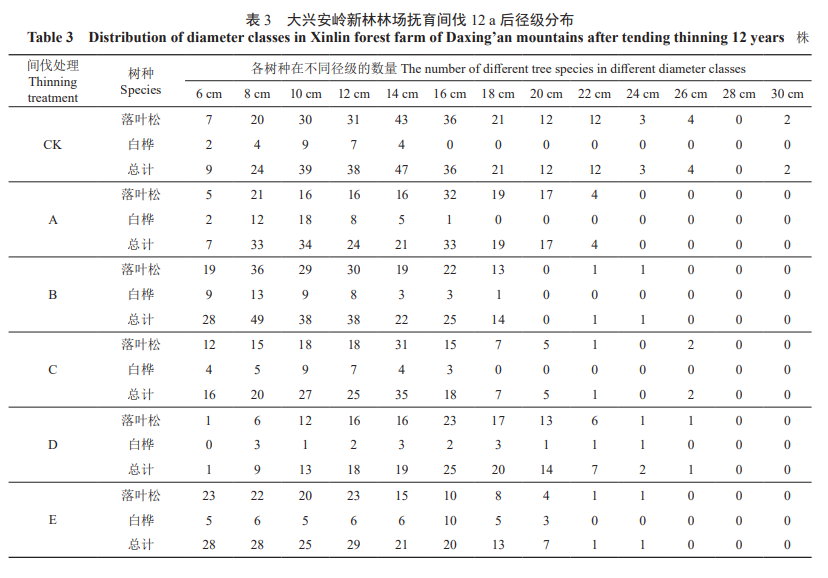 表 3 大兴安岭新林林场抚育间伐 12 a 后径级分布
Table 3 Distribution of diameter classes in Xinlin forest farm of Daxing'an mountains after tending thinning 12 years 株
间伐处理 Thinning treatment 树种 Species 各树种在不同径级的数量 The number of different tree species in different diameter classes
6 cm 8 cm 10 cm 12 cm 14 cm 16 cm 18 cm 20 cm 22 cm 24 cm 26 cm 28 cm 30 cm
落叶松 7 20 30 31 43 36 21 12 12 3 4 0 2
CK 白桦 2 4 9 7 4 0 0 0 0 0 0 0 0
总计 9 24 39 38 47 36 21 12 12 3 4 0 2
落叶松 5 21 16 16 16 32 19 17 4 0 0 0 0
A 白桦 2 12 18 8 5 1 0 0 0 0 0 0 0
总计 7 33 34 24 21 33 19 17 4 0 0 0 0
落叶松 19 36 29 30 19 22 13 0 1 1 0 0 0
B 白桦 9 13 9 8 3 3 1 0 0 0 0 0 0
总计 28 49 38 38 22 25 14 0 1 1 0 0 0
落叶松 12 15 18 18 31 15 7 5 1 0 2 0 0
C 白桦 4 5 9 7 4 3 0 0 0 0 0 0 0
总计 16 20 27 25 35 18 7 5 1 0 2 0 0
落叶松 1 6 12 16 16 23 17 13 6 1 1 0 0
D 白桦 0 3 1 2 3 2 3 1 1 1 0 0 0
总计 1 9 13 18 19 25 20 14 7 2 1 0 0
落叶松 23 22 20 23 15 10 8 4 1 1 0 0 0
E 白桦 5 6 5 6 6 10 5 3 0 0 0 0 0
总计 28 28 25 29 21 20 13 7 1 1 0 0 0